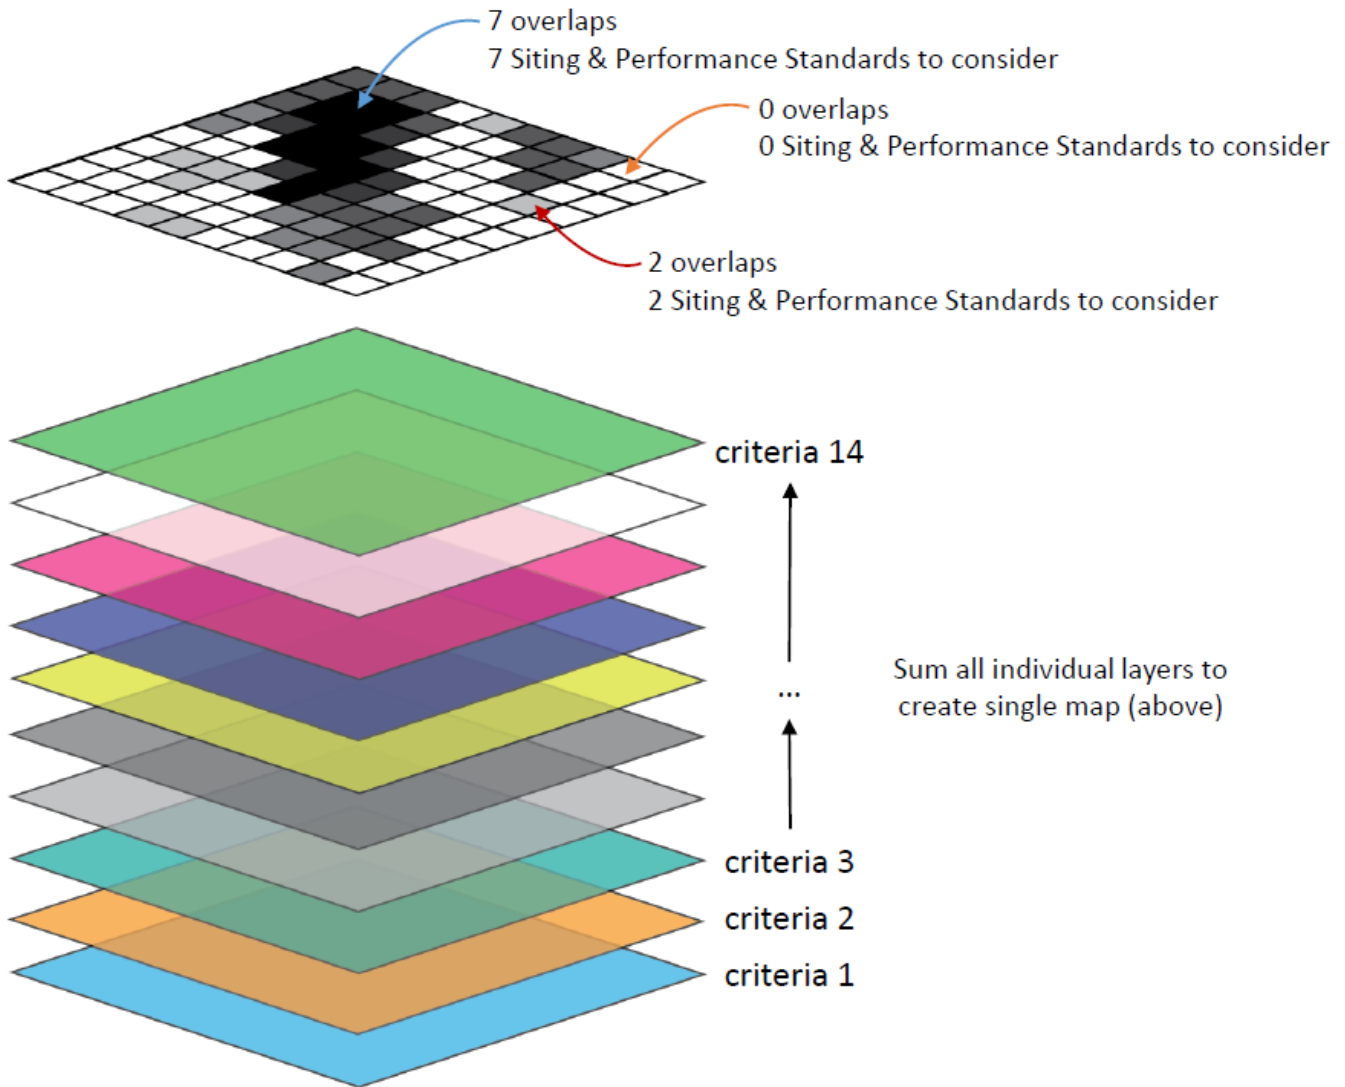 7 overlaps
7 Siting & Performance Standards to consider
0 overlaps
0 Siting & Performance Standards to consider
2 overlaps
2 Siting & Performance Standards to consider
criteria 14
...
Sum all individual layers to
create single map (above)
criteria 3
criteria 2
criteria 1